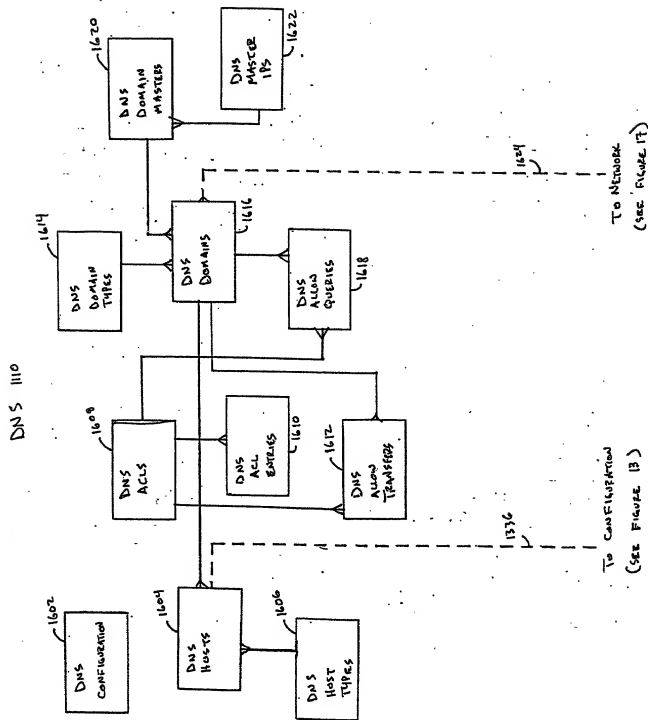 DNS 1110
1602
DNS
CONFIGURATION
1604
DNS
HOSTS
1606
DNS
HOST
TYPES
1608
DNS
ACLS
DNS
ACL
ENTRIES
1610
1612
DNS
ALLOW
TRANSFERS
1614
DNS
DOMAIN
TYPES
DNS
DOMAINS
1616
DNS
ALLOW
QUERIES
1618
1620
DNS
DOMAIN
MASTERS
DNS
MASTER
IPS
1622
1336
TO CONFIGURATION
(SEE FIGURE 13)
1624
TO NETWORK
(SEE FIGURE 17)